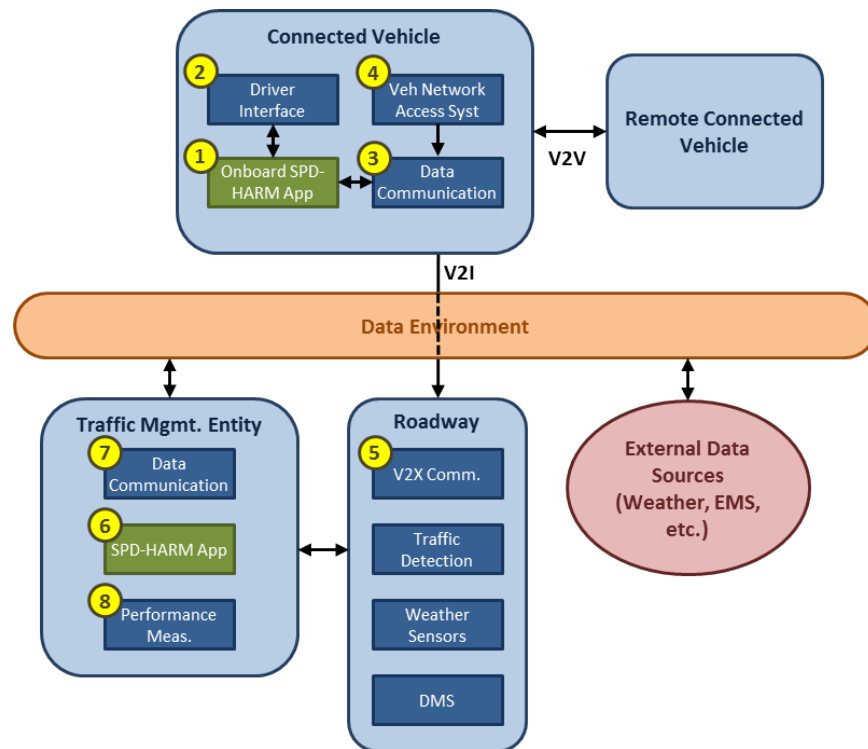 Connected Vehicle
2
Driver
Interface
4
Veh Network
Access Syst
1
Onboard SPD-
HARM App
3
Data
Communication
V2V
Remote Connected
Vehicle
V2I
Data Environment
Traffic Mgmt. Entity
7
Data
Communication
6
SPD-HARM App
8
Performance
Meas.
Roadway
5
V2X Comm.
Traffic
Detection
Weather
Sensors
DMS
External Data
Sources
(Weather, EMS,
etc.)